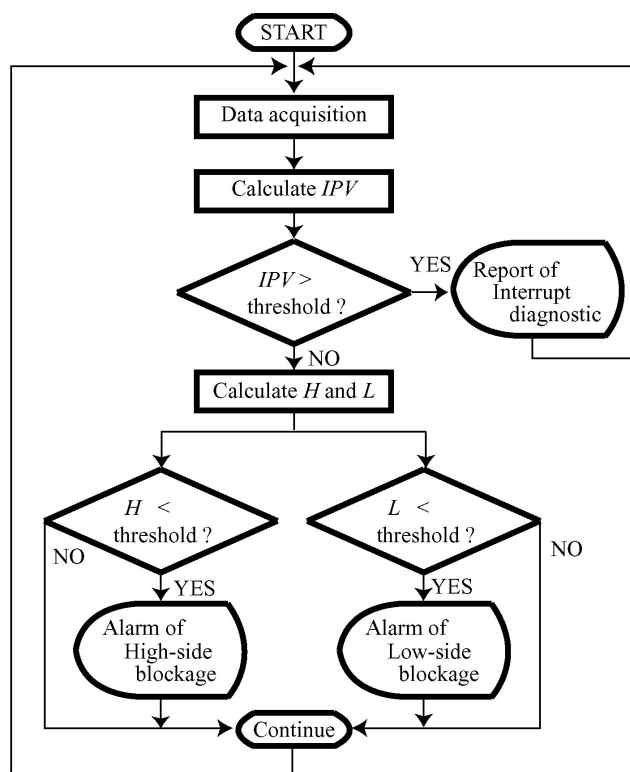 START
Data acquisition
Calculate IPV
IPV >
threshold ?
YES
Report of
Interrupt
diagnostic
NO
Calculate H and L
H <
threshold ?
NO
YES
Alarm of
High-side
blockage
L <
threshold ?
NO
YES
Alarm of
Low-side
blockage
Continue